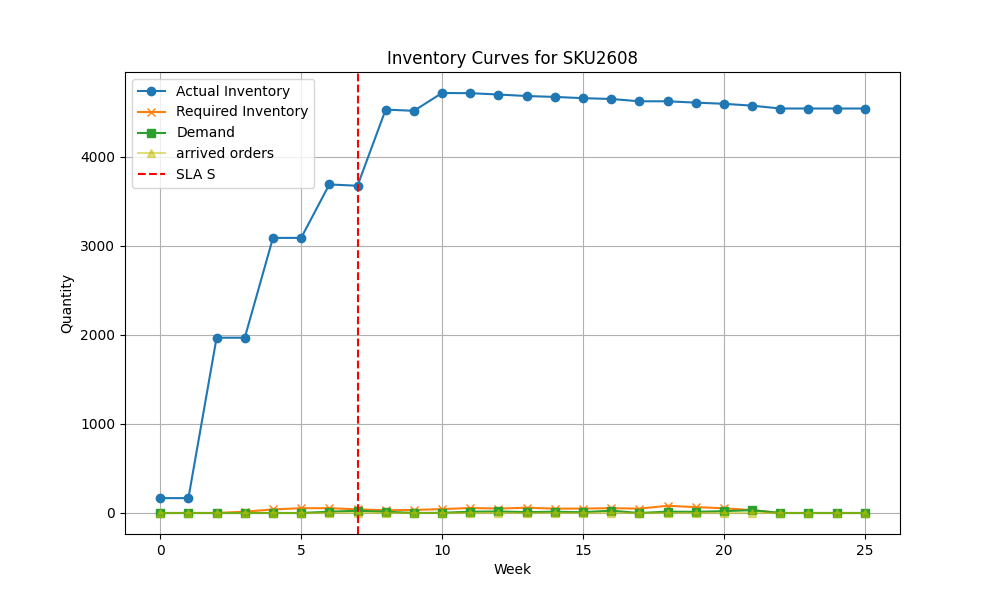 Inventory Curves for SKU2608
Actual Inventory
Required Inventory
Demand
arrived orders
SLA S
Quantity
4000
3000
2000
1000
0
0 5 10 15 20 25
Week